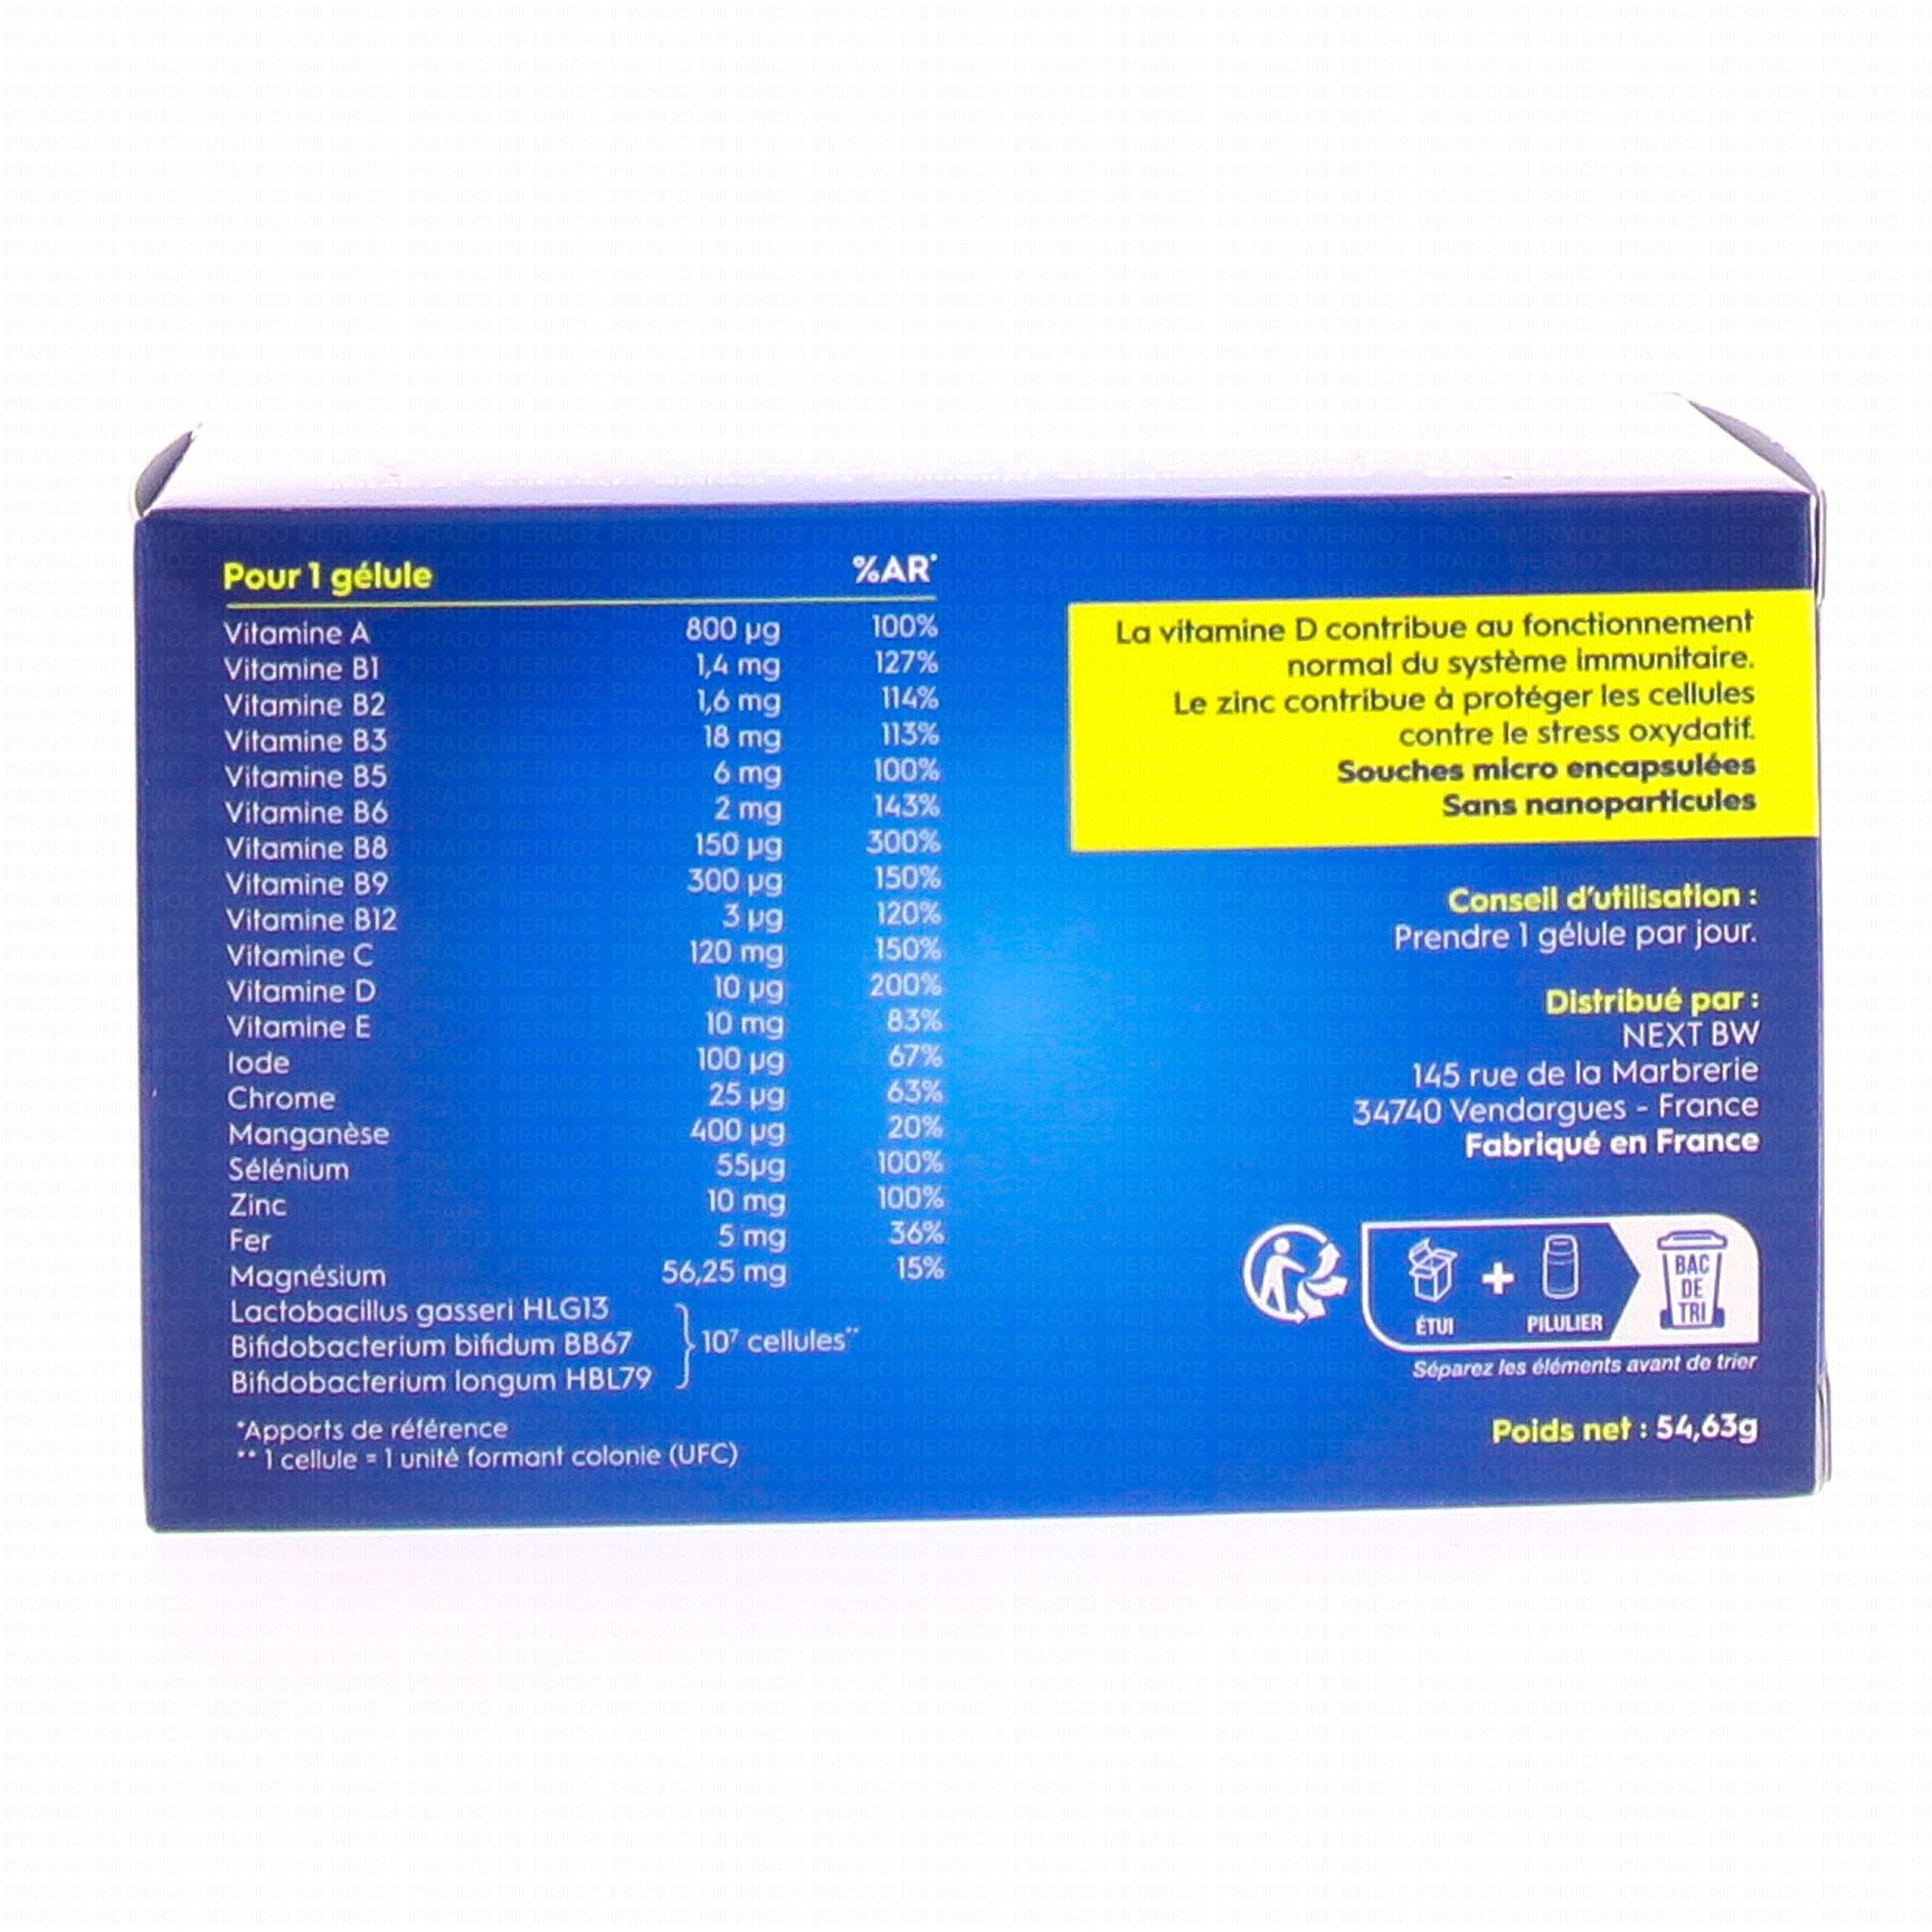 Pour 1 gélule %AR*
Vitamine A 800 µg 100%
Vitamine B1 1,4 mg 127%
Vitamine B2 1,6 mg 114%
Vitamine B3 18 mg 113%
Vitamine B5 6 mg 100%
Vitamine B6 2 mg 143%
Vitamine B8 150 µg 300%
Vitamine B9 300 µg 150%
Vitamine B12 3 µg 120%
Vitamine C 120 mg 150%
Vitamine D 10 µg 200%
Vitamine E 10 mg 83%
Iode 100 µg 67%
Chrome 25 µg 63%
Manganèse 400 µg 20%
Sélénium 55µg 100%
Zinc 10 mg 100%
Fer 5 mg 36%
Magnésium 56,25 mg 15%
Lactobacillus gasseri HLG13
Bifidobacterium bifidum BB67
10⁷ cellules**
Bifidobacterium longum HBL79
*Apports de référence
** 1 cellule = 1 unité formant colonie (UFC)
La vitamine D contribue au fonctionnement
normal du système immunitaire.
Le zinc contribue à protéger les cellules
contre le stress oxydatif.
Souches micro encapsulées
Sans nanoparticules
Conseil d'utilisation :
Prendre 1 gélule par jour.
Distribué par :
NEXT BW
145 rue de la Marbrerie
34740 Vendargues - France
Fabriqué en France
ÉTUI + PILULIER
BAC
DE
TRI
Séparez les éléments avant de trier
Poids net : 54,63g
PRADO MERMOZ